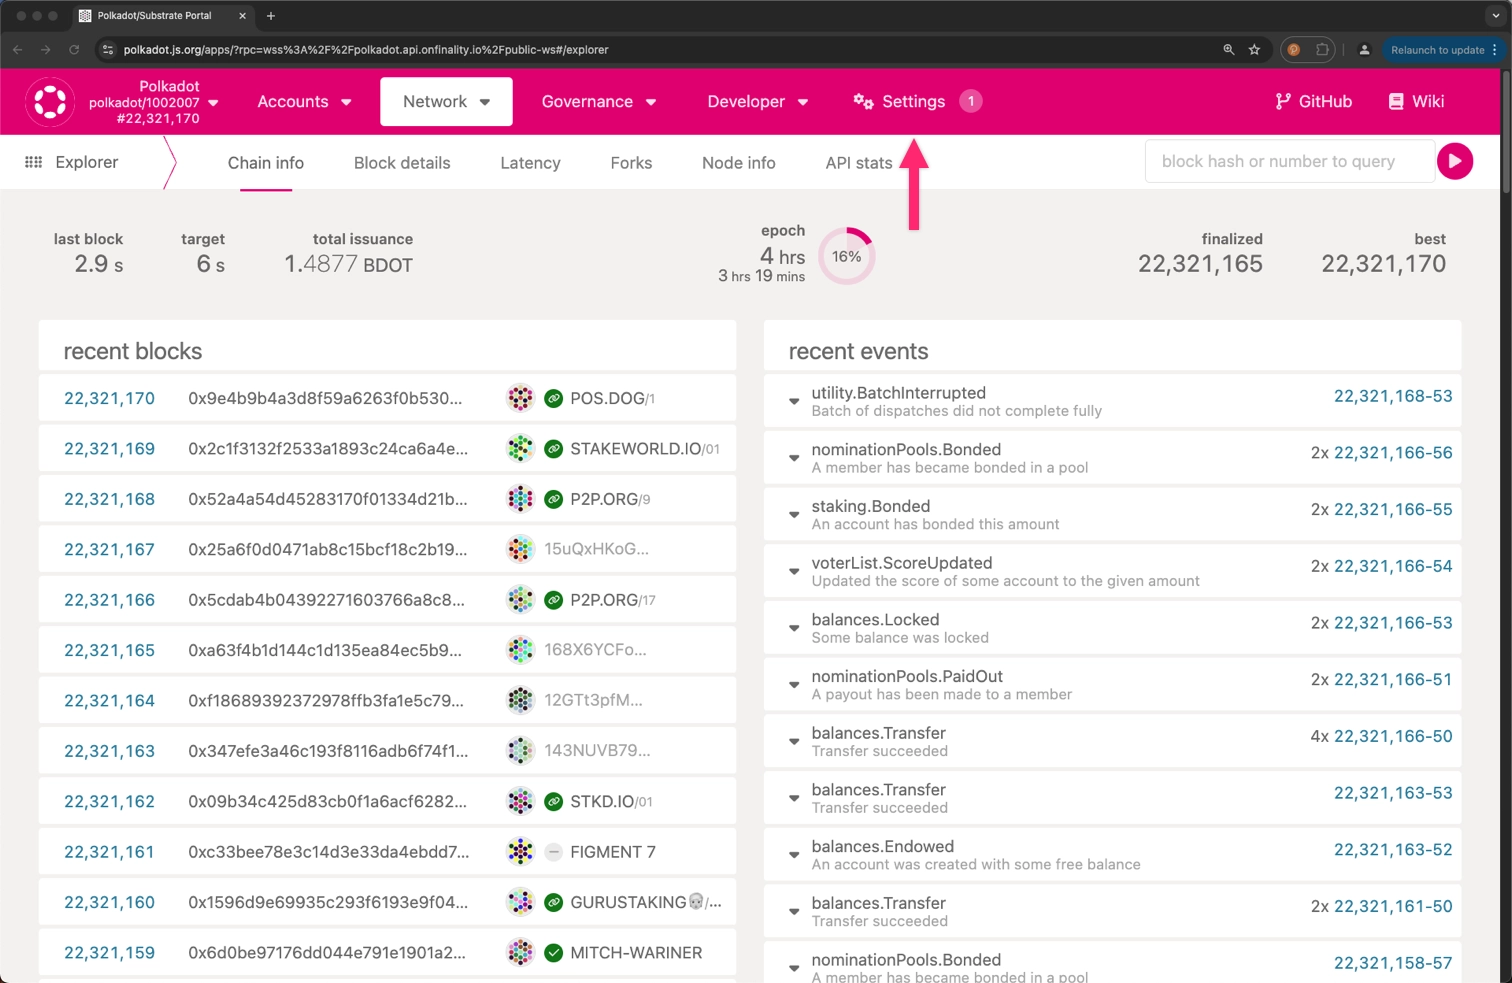 Polkadot/Substrate Portal
polkadot.js.org/apps/?rpc=wss%3A%2F%2Fpolkadot.api.onfinality.io%2Fpublic-ws#/explorer
Relaunch to update
Polkadot
polkadot/1002007
#22,321,170
Accounts
Network
Governance
Developer
Settings 1
GitHub
Wiki
Explorer
Chain info
Block details
Latency
Forks
Node info
API stats
block hash or number to query
last block
2.9 s
target
6 s
total issuance
1.4877 BDOT
epoch
4 hrs
3 hrs 19 mins
16%
finalized
22,321,165
best
22,321,170
recent blocks
22,321,170 0x9e4b9b4a3d8f59a6263f0b530... POS.DOG/1
22,321,169 0x2c1f3132f2533a1893c24ca6a4e... STAKEWORLD.IO/01
22,321,168 0x52a4a54d45283170f01334d21b... P2P.ORG/9
22,321,167 0x25a6f0d0471ab8c15bcf18c2b19... 15uQxHKoG...
22,321,166 0x5cdab4b04392271603766a8c8... P2P.ORG/17
22,321,165 0xa63f4b1d144c1d135ea84ec5b9... 168X6YCFo...
22,321,164 0xf18689392372978ffb3fa1e5c79... 12GTt3pfM...
22,321,163 0x347efe3a46c193f8116adb6f74f1... 143NUVB79...
22,321,162 0x09b34c425d83cb0f1a6acf6282... STKD.IO/01
22,321,161 0xc33bee78e3c14d3e33da4ebdd7... FIGMENT 7
22,321,160 0x1596d9e69935c293f6193e9f04... GURUSTAKING💀/...
22,321,159 0x6d0be97176dd044e791e1901a2... MITCH-WARINER
recent events
utility.BatchInterrupted 22,321,168-53
Batch of dispatches did not complete fully
nominationPools.Bonded 2x 22,321,166-56
A member has became bonded in a pool
staking.Bonded 2x 22,321,166-55
An account has bonded this amount
voterList.ScoreUpdated 2x 22,321,166-54
Updated the score of some account to the given amount
balances.Locked 2x 22,321,166-53
Some balance was locked
nominationPools.PaidOut 2x 22,321,166-51
A payout has been made to a member
balances.Transfer 4x 22,321,166-50
Transfer succeeded
balances.Transfer 22,321,163-53
Transfer succeeded
balances.Endowed 22,321,163-52
An account was created with some free balance
balances.Transfer 2x 22,321,161-50
Transfer succeeded
nominationPools.Bonded 22,321,158-57
A member has became bonded in a pool